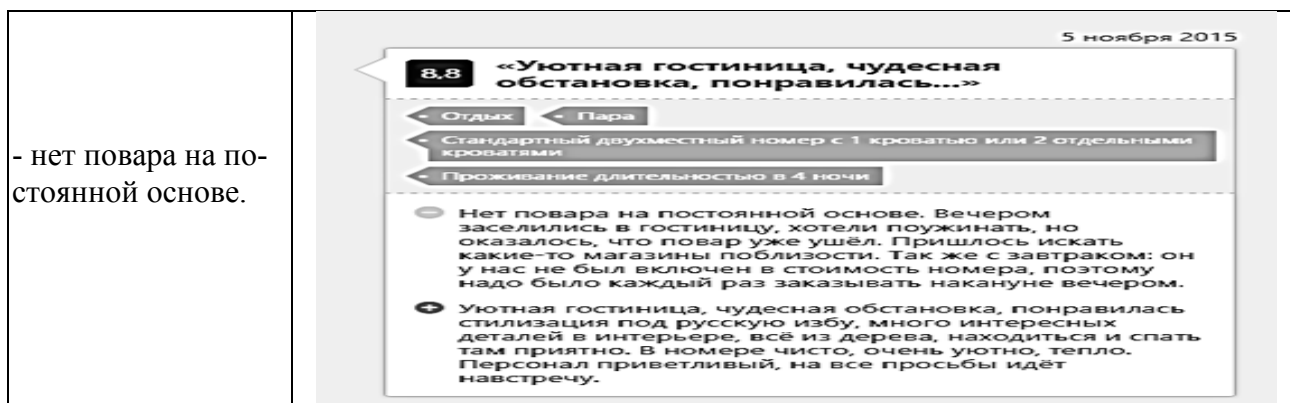 - нет повара на по-
стоянной основе.
5 ноября 2015
8,8
«Уютная гостиница, чудесная
обстановка, понравилась...»
- Отдых
- Пара
- Стандартный двухместный номер с 1 кроватью или 2 отдельными
кроватями
- Проживание длительностью в 4 ночи
Нет повара на постоянной основе. Вечером
заселились в гостиницу, хотели поужинать, но
оказалось, что повар уже ушёл. Пришлось искать
какие-то магазины поблизости. Так же с завтраком: он
у нас не был включен в стоимость номера, поэтому
надо было каждый раз заказывать накануне вечером.
Уютная гостиница, чудесная обстановка, понравилась
стилизация под русскую избу, много интересных
деталей в интерьере, всё из дерева, находиться и спать
там приятно. В номере чисто, очень уютно, тепло.
Персонал приветливый, на все просьбы идёт
навстречу.